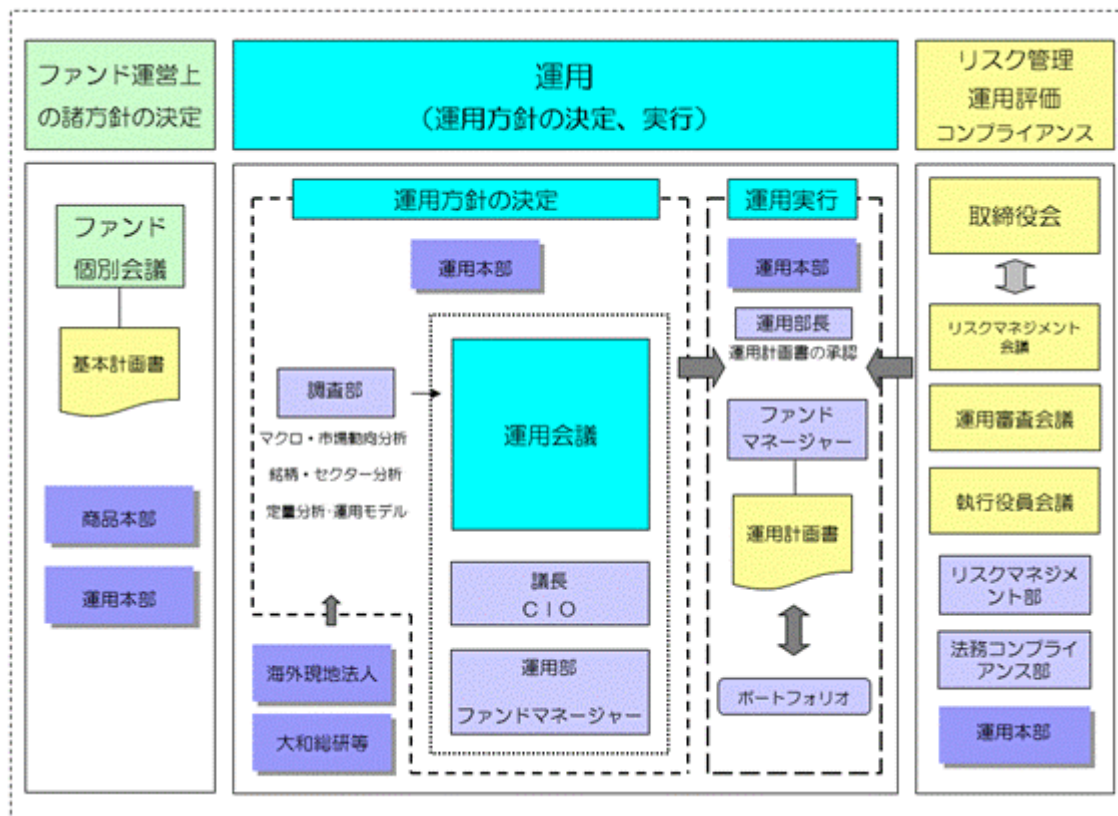 ファンド運営上
の諸方針の決定
運用
（運用方針の決定、実行）
リスク管理
運用評価
コンプライアンス
ファンド
個別会議
基本計画書
商品本部
運用本部
運用方針の決定
運用本部
調査部
マクロ・市場動向分析
銘柄・セクター分析
定量分析・運用モデル
海外現地法人
大和総研等
運用会議
議長
ＣＩＯ
運用部
ファンドマネージャー
運用実行
運用本部
運用部長
運用計画書の承認
ファンド
マネージャー
運用計画書
ポートフォリオ
取締役会
リスクマネジメント
会議
運用審査会議
執行役員会議
リスクマネジメ
ント部
法務コンプライ
アンス部
運用本部